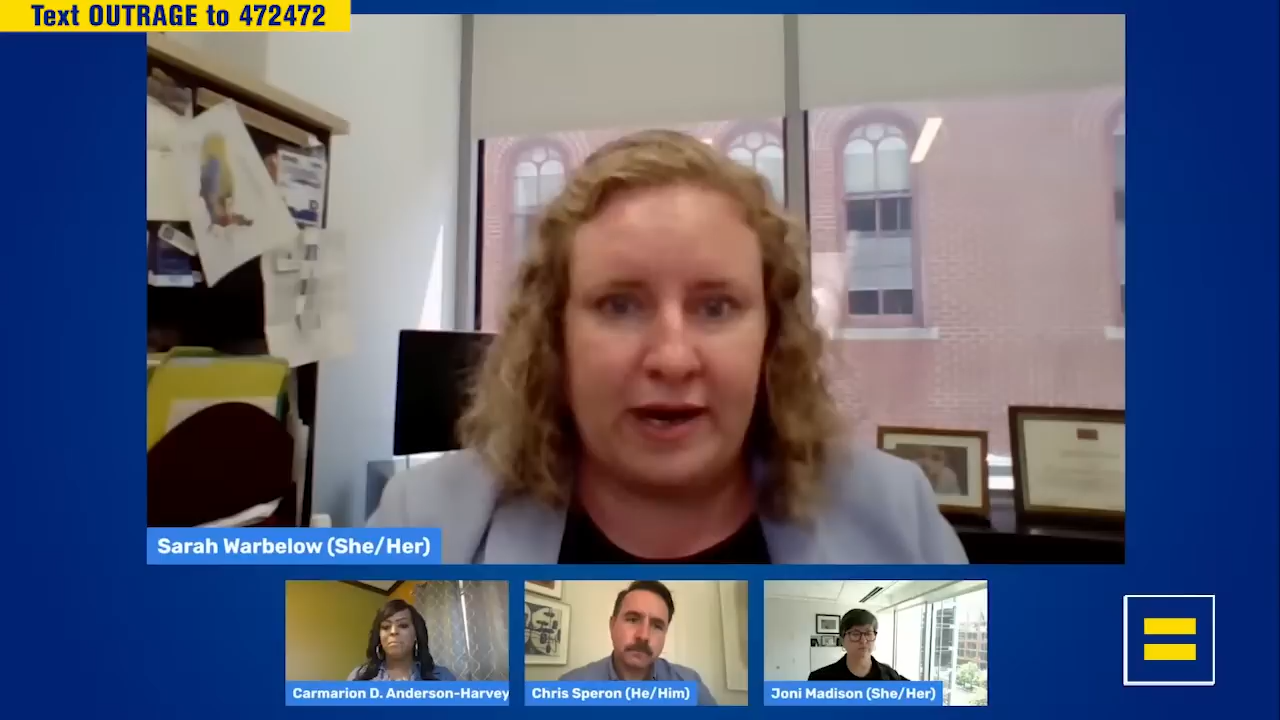 Text OUTRAGE to 472472
Sarah Warbelow (She/Her)
Carmarion D. Anderson-Harvey
Chris Speron (He/Him)
Joni Madison (She/Her)